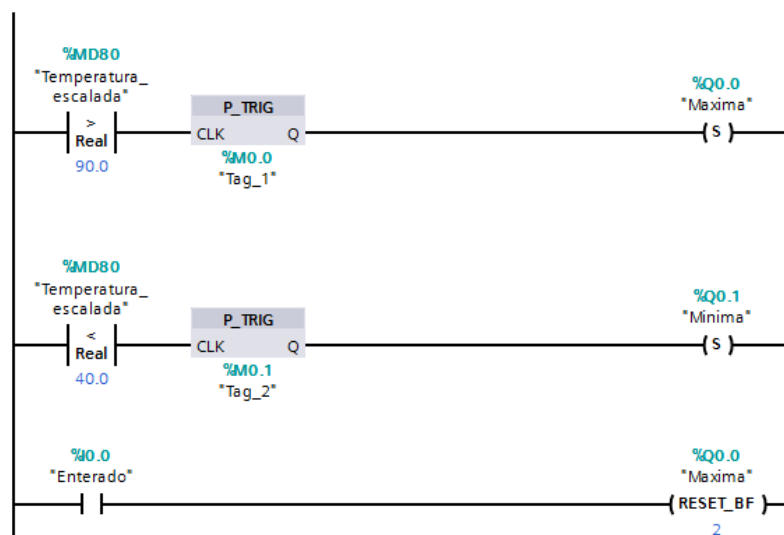 %MD80
"Temperatura_
escalada"
>
Real
90.0
P_TRIG
CLK Q
%M0.0
"Tag_1"
%Q0.0
"Maxima"
S
%MD80
"Temperatura_
escalada"
<
Real
40.0
P_TRIG
CLK Q
%M0.1
"Tag_2"
%Q0.1
"Minima"
S
%I0.0
"Enterado"
%Q0.0
"Maxima"
RESET_BF
2